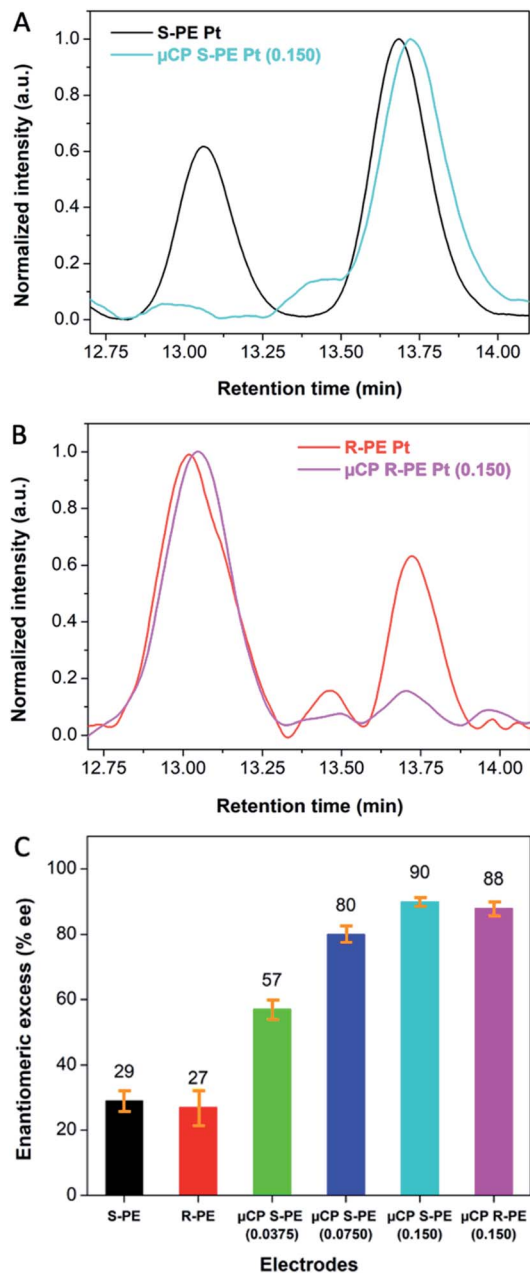 A
S-PE Pt
µCP S-PE Pt (0.150)
Normalized intensity (a.u.)
1.0
0.8
0.6
0.4
0.2
0.0
12.75 13.00 13.25 13.50 13.75 14.00
Retention time (min)
B
R-PE Pt
µCP R-PE Pt (0.150)
Normalized intensity (a.u.)
1.0
0.8
0.6
0.4
0.2
0.0
12.75 13.00 13.25 13.50 13.75 14.00
Retention time (min)
C
Enantiomeric excess (% ee)
100
80
60
40
20
0
29 27 57 80 90 88
S-PE R-PE µCP S-PE µCP S-PE µCP S-PE µCP R-PE
(0.0375) (0.0750) (0.150) (0.150)
Electrodes